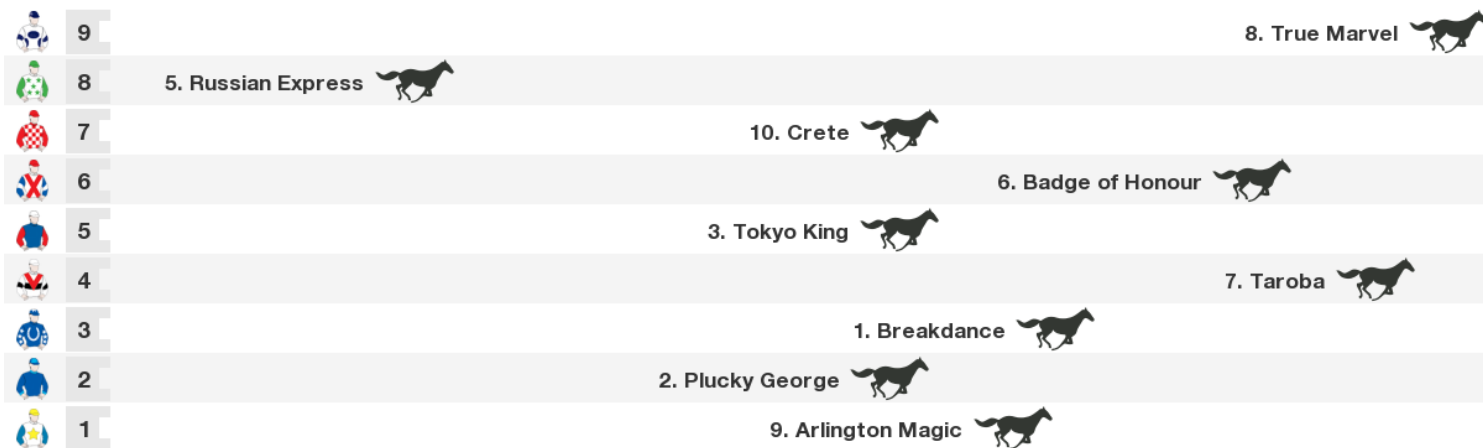 9 8. True Marvel
8 5. Russian Express
7 10. Crete
6 6. Badge of Honour
5 3. Tokyo King
4 7. Taroba
3 1. Breakdance
2 2. Plucky George
1 9. Arlington Magic